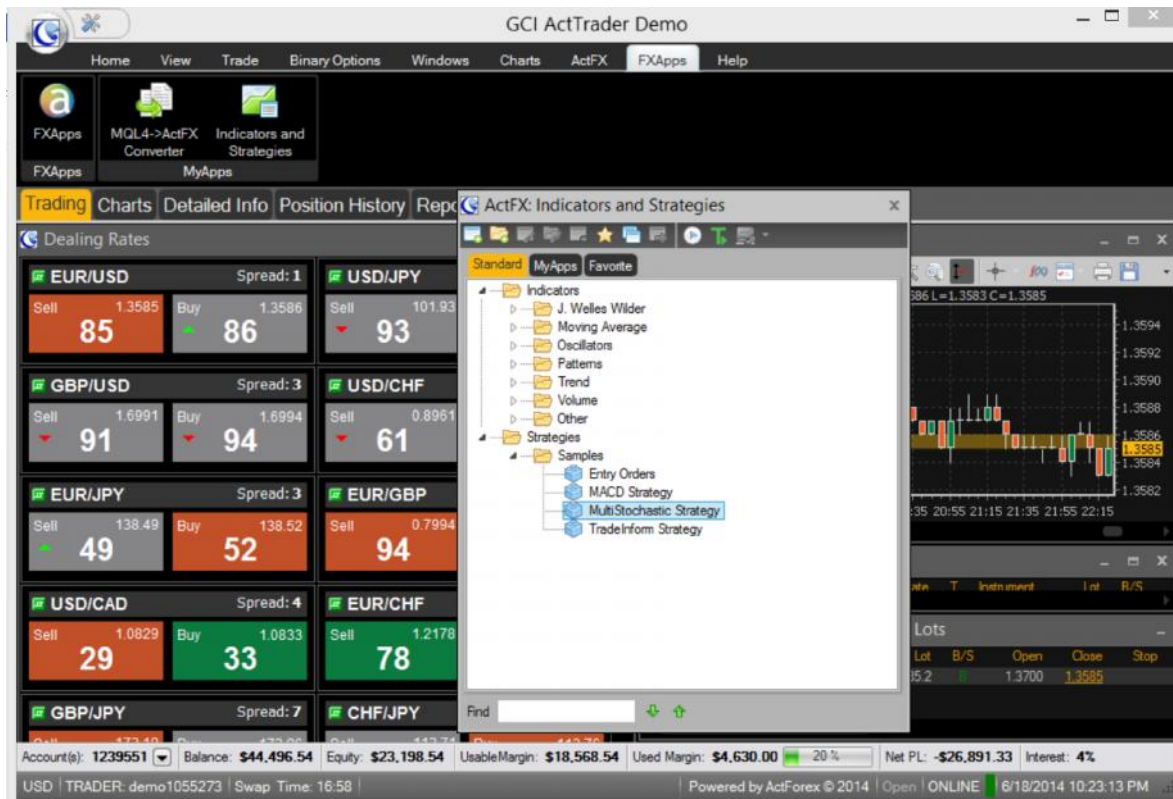 GCI ActTrader Demo
Home View Trade Binary Options Windows Charts ActFX FXApps Help
FXApps
MQL4->ActFX Converter
Indicators and Strategies
FXApps MyApps
Trading Charts Detailed Info Position History Repo
ActFX: Indicators and Strategies
Dealing Rates
Standard MyApps Favorite
EUR/USD Spread: 1
Sell 1.3585 Buy 1.3586
85 86
USD/JPY
Sell 101.93
93
GBP/USD Spread: 3
Sell 1.6991 Buy 1.6994
91 94
USD/CHF
Sell 0.8961
61
EUR/JPY Spread: 3
Sell 138.49 Buy 138.52
49 52
EUR/GBP
Sell 0.7994
94
USD/CAD Spread: 4
Sell 1.0829 Buy 1.0833
29 33
EUR/CHF
Sell 1.2178
78
GBP/JPY Spread: 7
CHF/JPY
Indicators
J. Welles Wilder
Moving Average
Oscillators
Patterns
Trend
Volume
Other
Strategies
Samples
Entry Orders
MACD Strategy
MultiStochastic Strategy
TradeInform Strategy
Find
586 L=1.3583 C=1.3585
1.3594
1.3592
1.3590
1.3588
1.3586
1.3585
1.3584
1.3582
:35 20:55 21:15 21:35 21:55 22:15
ate T Instrument Lot B/S
Lots
Lot B/S Open Close Stop
35.2 B 1.3700 1.3585
Account(s): 1239551 Balance: $44,496.54 Equity: $23,198.54 UsableMargin: $18,568.54 Used Margin: $4,630.00 20 % Net PL: -$26,891.33 Interest: 4%
USD TRADER: demo1055273 Swap Time: 16:58 Powered by ActForex © 2014 Open ONLINE 6/18/2014 10:23:13 PM